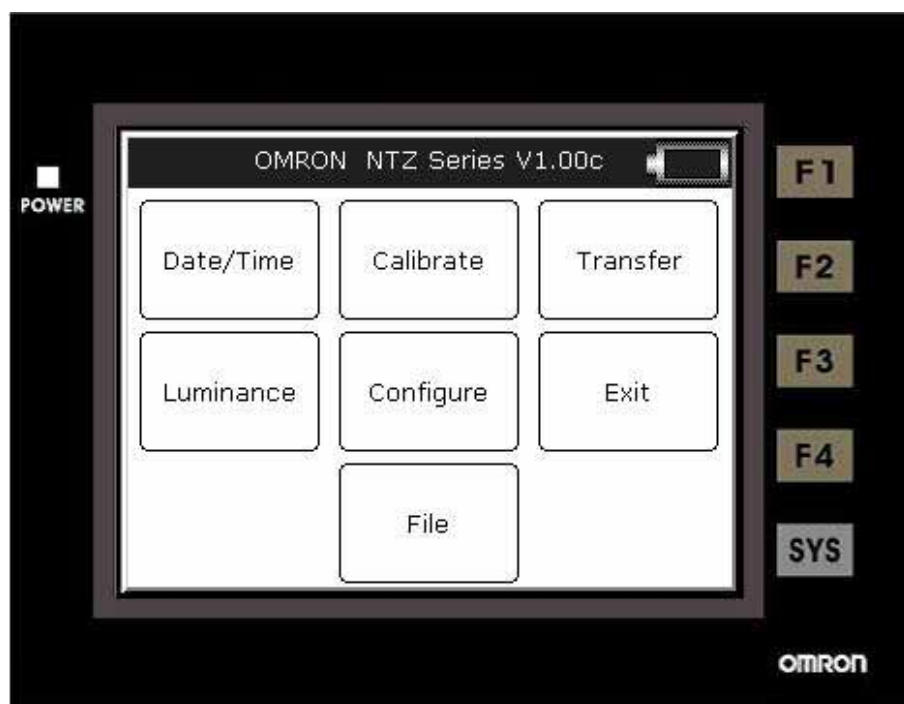 OMRON NTZ Series V1.00c
POWER
F1
Date/Time Calibrate Transfer
F2
Luminance Configure Exit
F3
F4
File
SYS
OMRON